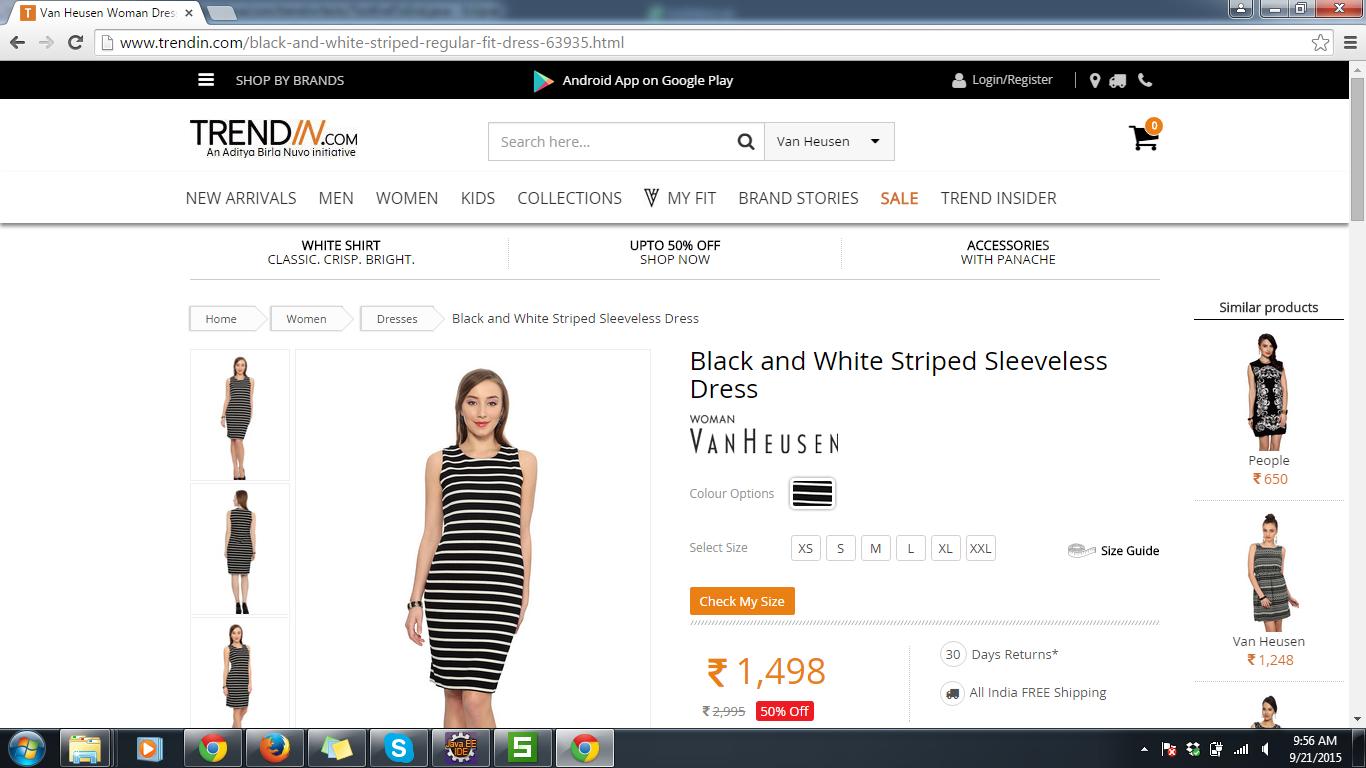 Van Heusen Woman Dres
www.trendin.com/black-and-white-striped-regular-fit-dress-63935.html
SHOP BY BRANDS
Android App on Google Play
Login/Register
TRENDIN.COM
An Aditya Birla Nuvo initiative
Search here...
Van Heusen
0
NEW ARRIVALS MEN WOMEN KIDS COLLECTIONS MY FIT BRAND STORIES SALE TREND INSIDER
WHITE SHIRT
CLASSIC. CRISP. BRIGHT.
UPTO 50% OFF
SHOP NOW
ACCESSORIES
WITH PANACHE
Home Women Dresses Black and White Striped Sleeveless Dress
Black and White Striped Sleeveless
Dress
WOMAN
VANHEUSEN
Colour Options
Select Size XS S M L XL XXL Size Guide
Check My Size
₹ 1,498
₹ 2,995 50% Off
30 Days Returns*
All India FREE Shipping
Similar products
People
₹ 650
Van Heusen
₹ 1,248
Java EE
IDE
S
9:56 AM
9/21/2015